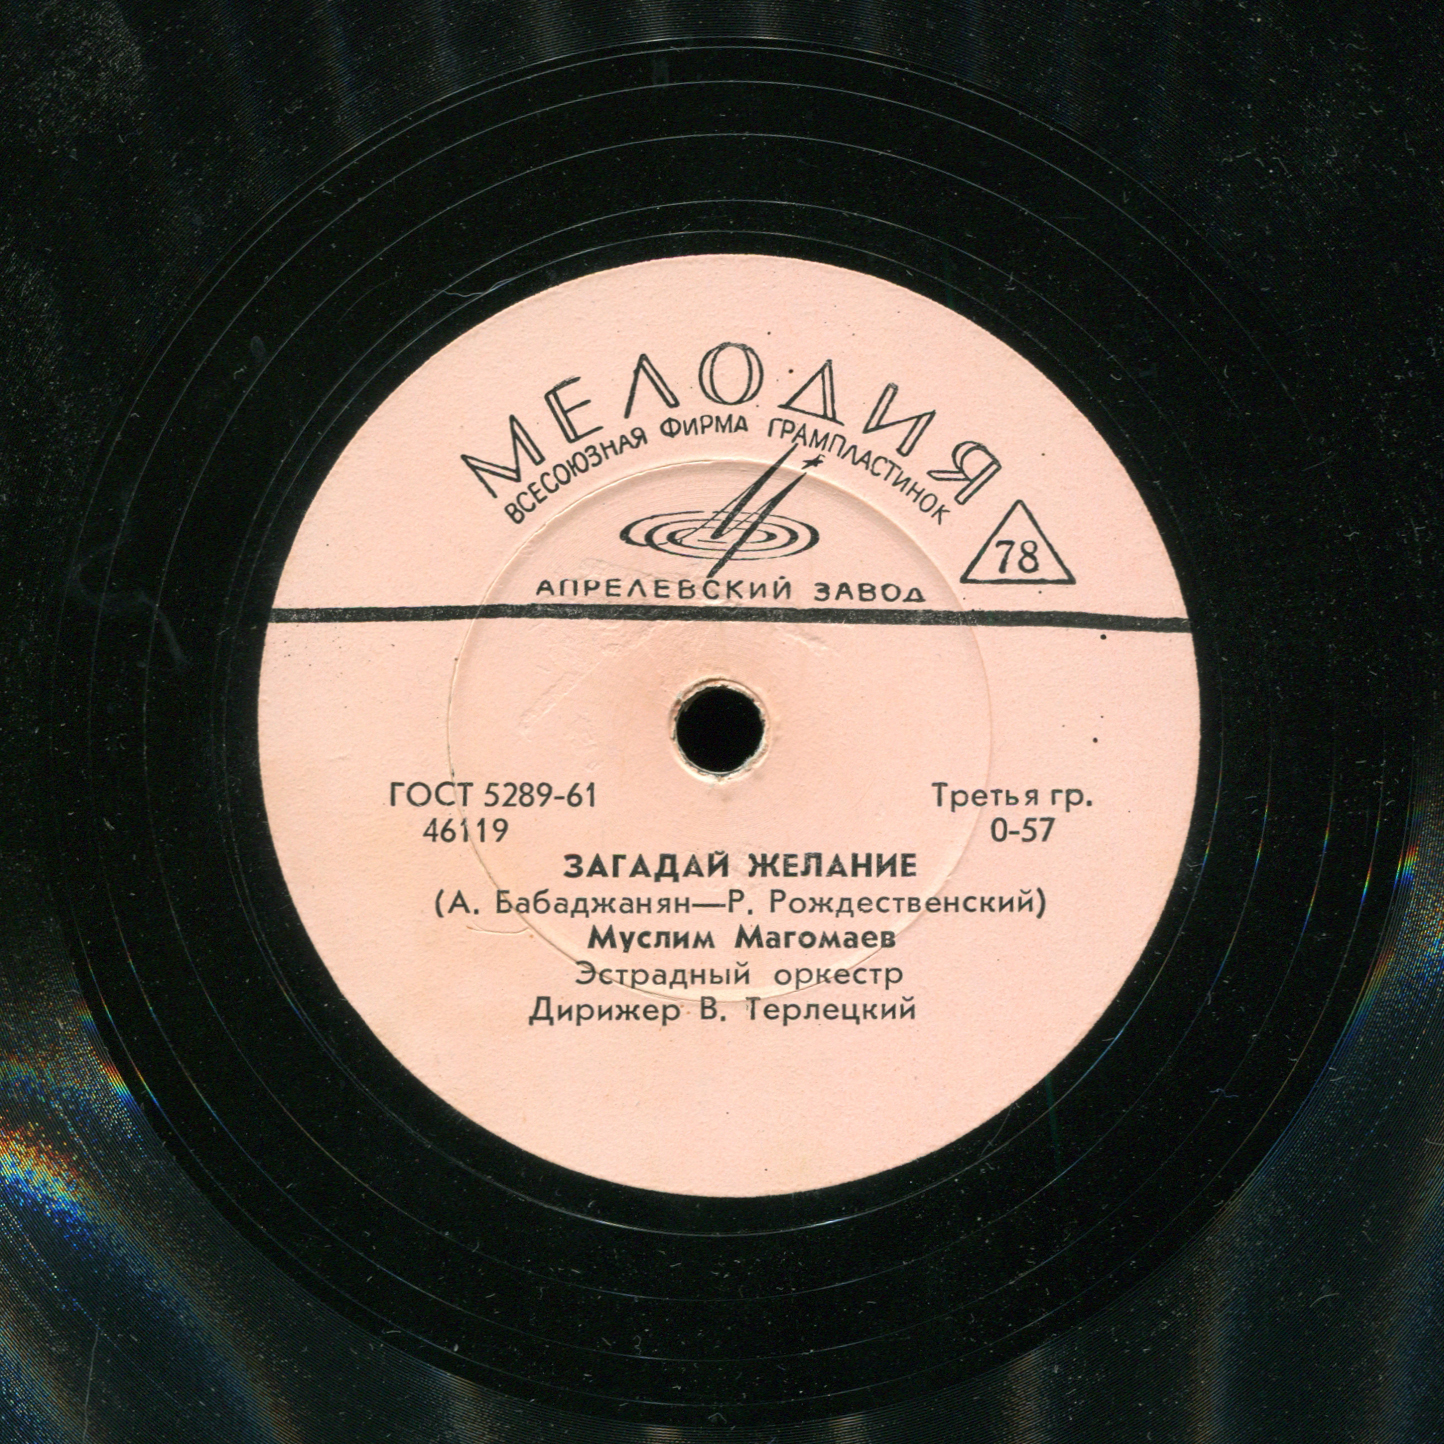 МЕЛОДИЯ
ВСЕСОЮЗНАЯ ФИРМА ГРАМПЛАСТИНОК
78
АПРЕЛЕВСКИЙ ЗАВОД
ГОСТ 5289-61
46119
Третья гр.
0-57
ЗАГАДАЙ ЖЕЛАНИЕ
(А. Бабаджанян—Р. Рождественский)
Муслим Магомаев
Эстрадный оркестр
Дирижер В. Терлецкий